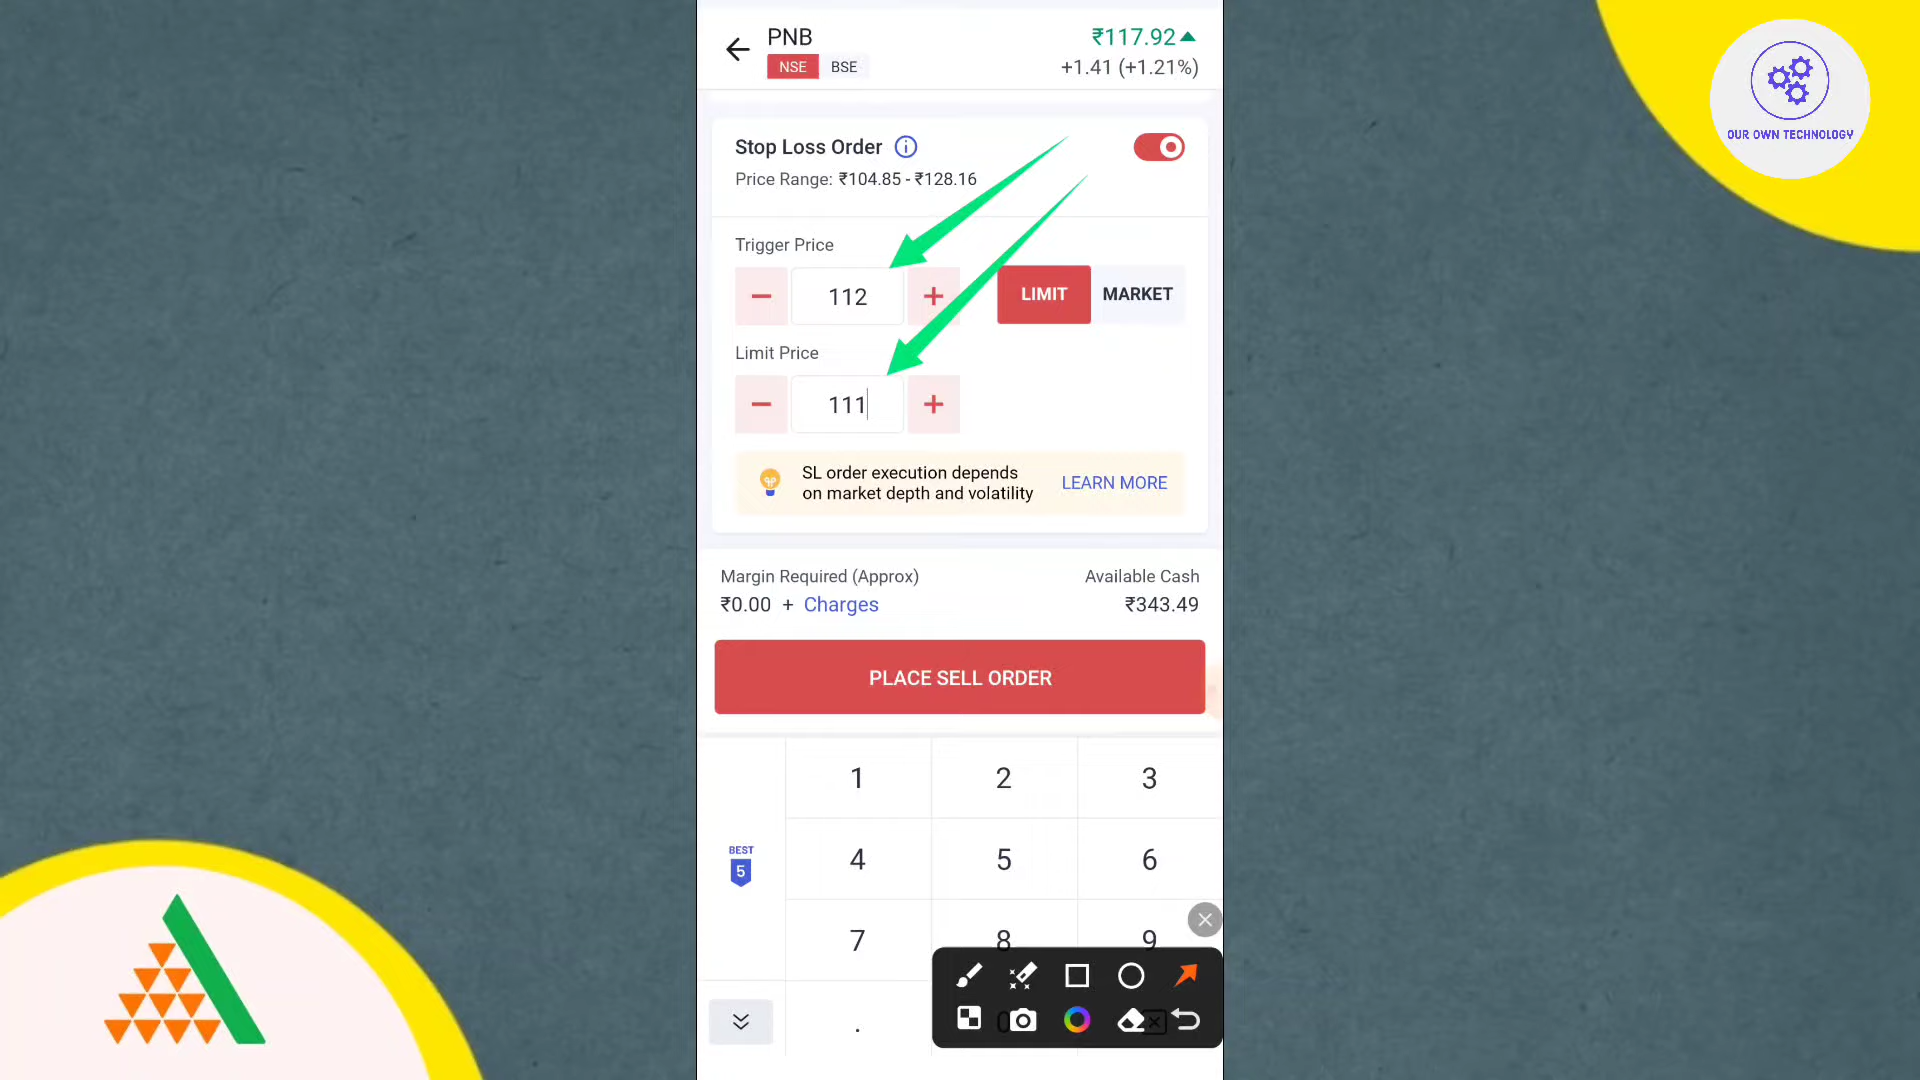 PNB
₹117.92
NSE
BSE
+1.41 (+1.21%)
OUR OWN TECHNOLOGY
Stop Loss Order
Price Range: ₹104.85 - ₹128.16
Trigger Price
112
LIMIT
MARKET
Limit Price
111
SL order execution depends
on market depth and volatility
LEARN MORE
Margin Required (Approx)
Available Cash
₹0.00 + Charges
₹343.49
PLACE SELL ORDER
1
2
3
BEST
5
4
5
6
7
8
9
.
0